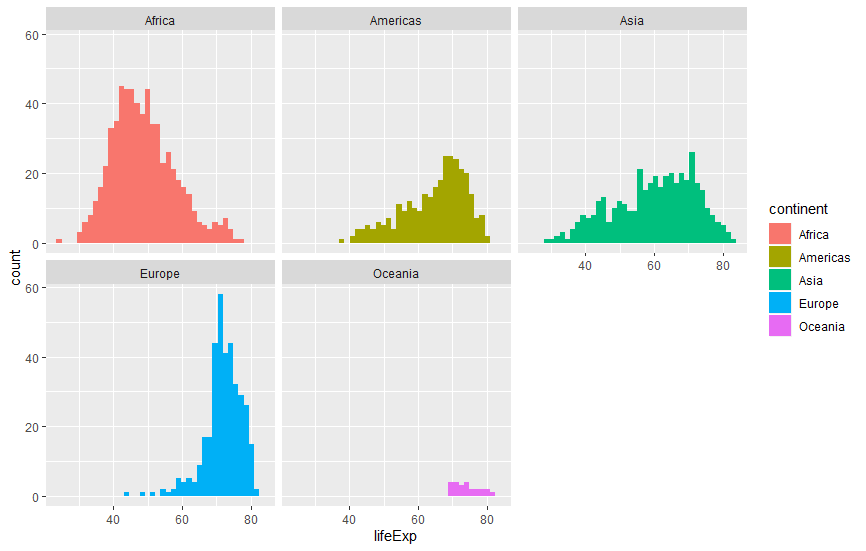 Africa
Americas
Asia
60
40
20
0
40
60
80
count
Europe
Oceania
60
40
20
0
40
60
80
40
60
80
lifeExp
continent
Africa
Americas
Asia
Europe
Oceania